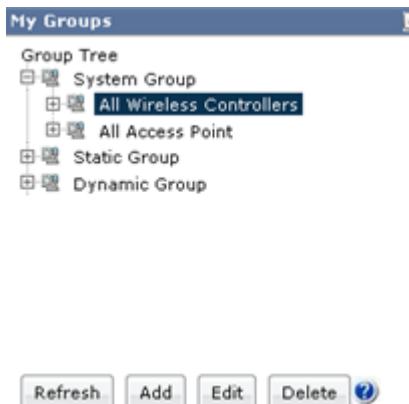 My Groups
Group Tree
System Group
All Wireless Controllers
All Access Point
Static Group
Dynamic Group
Refresh Add Edit Delete ?